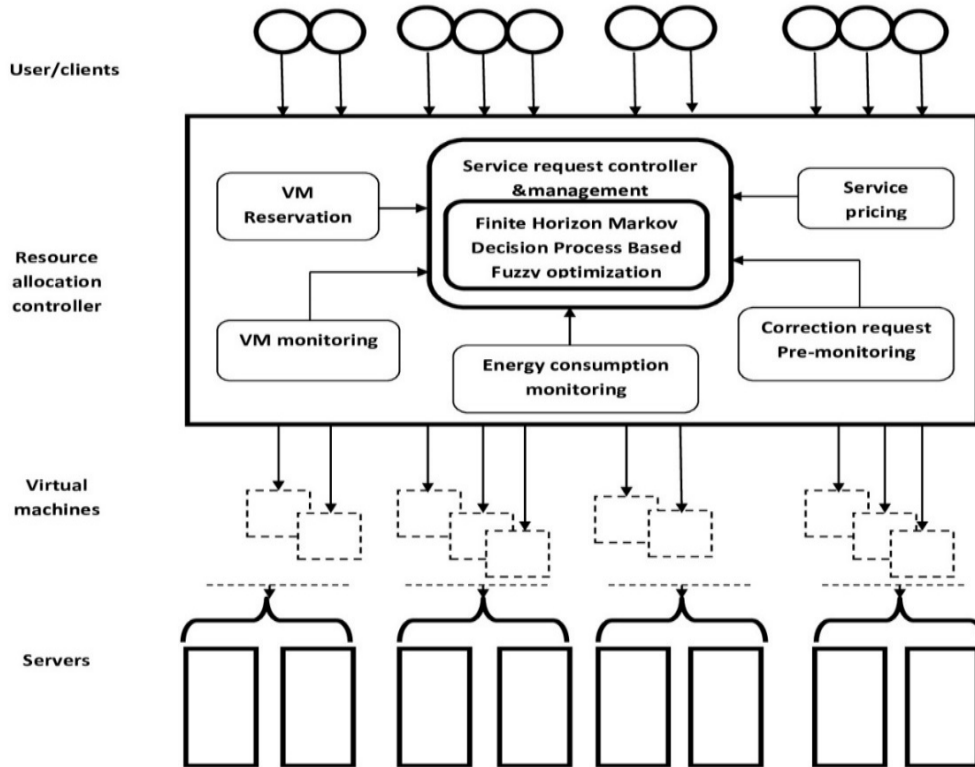 User/clients
Service request controller
&management
Finite Horizon Markov
Decision Process Based
Fuzzy optimization
VM
Reservation
Service
pricing
Resource
allocation
controller
VM monitoring
Energy consumption
monitoring
Correction request
Pre-monitoring
Virtual
machines
Servers